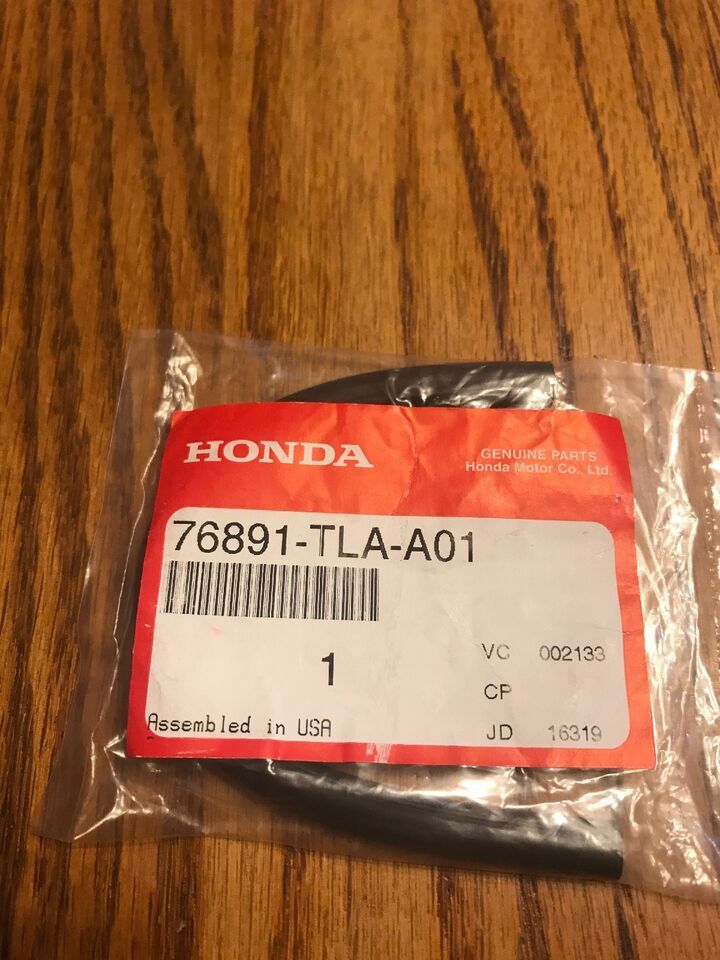 HONDA
GENUINE PARTS
Honda Motor Co., Ltd.
76891-TLA-A01
1
VC 002133
CP
Assembled in USA
JD 16319